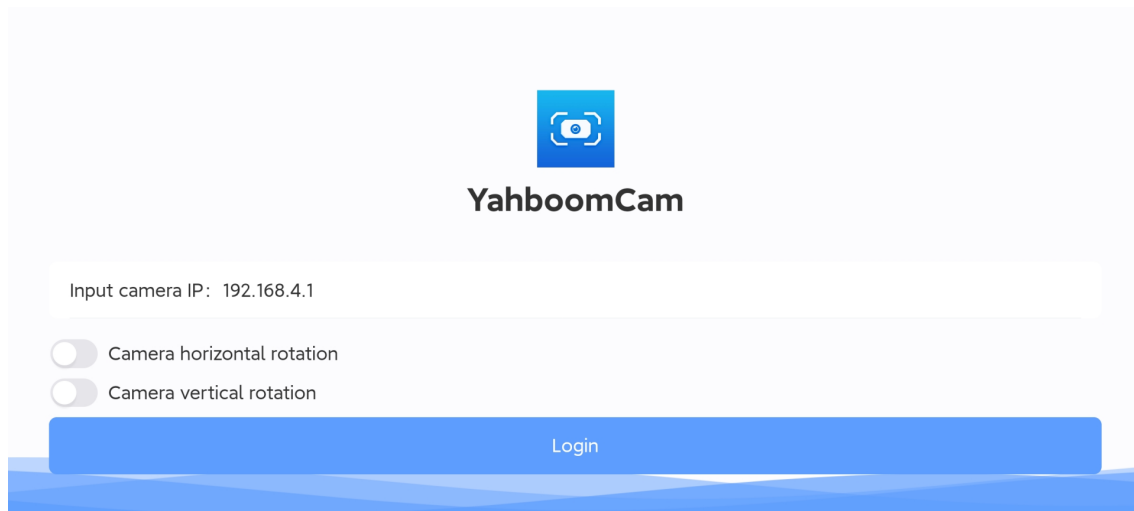 YahboomCam
Input camera IP: 192.168.4.1
Camera horizontal rotation
Camera vertical rotation
Login